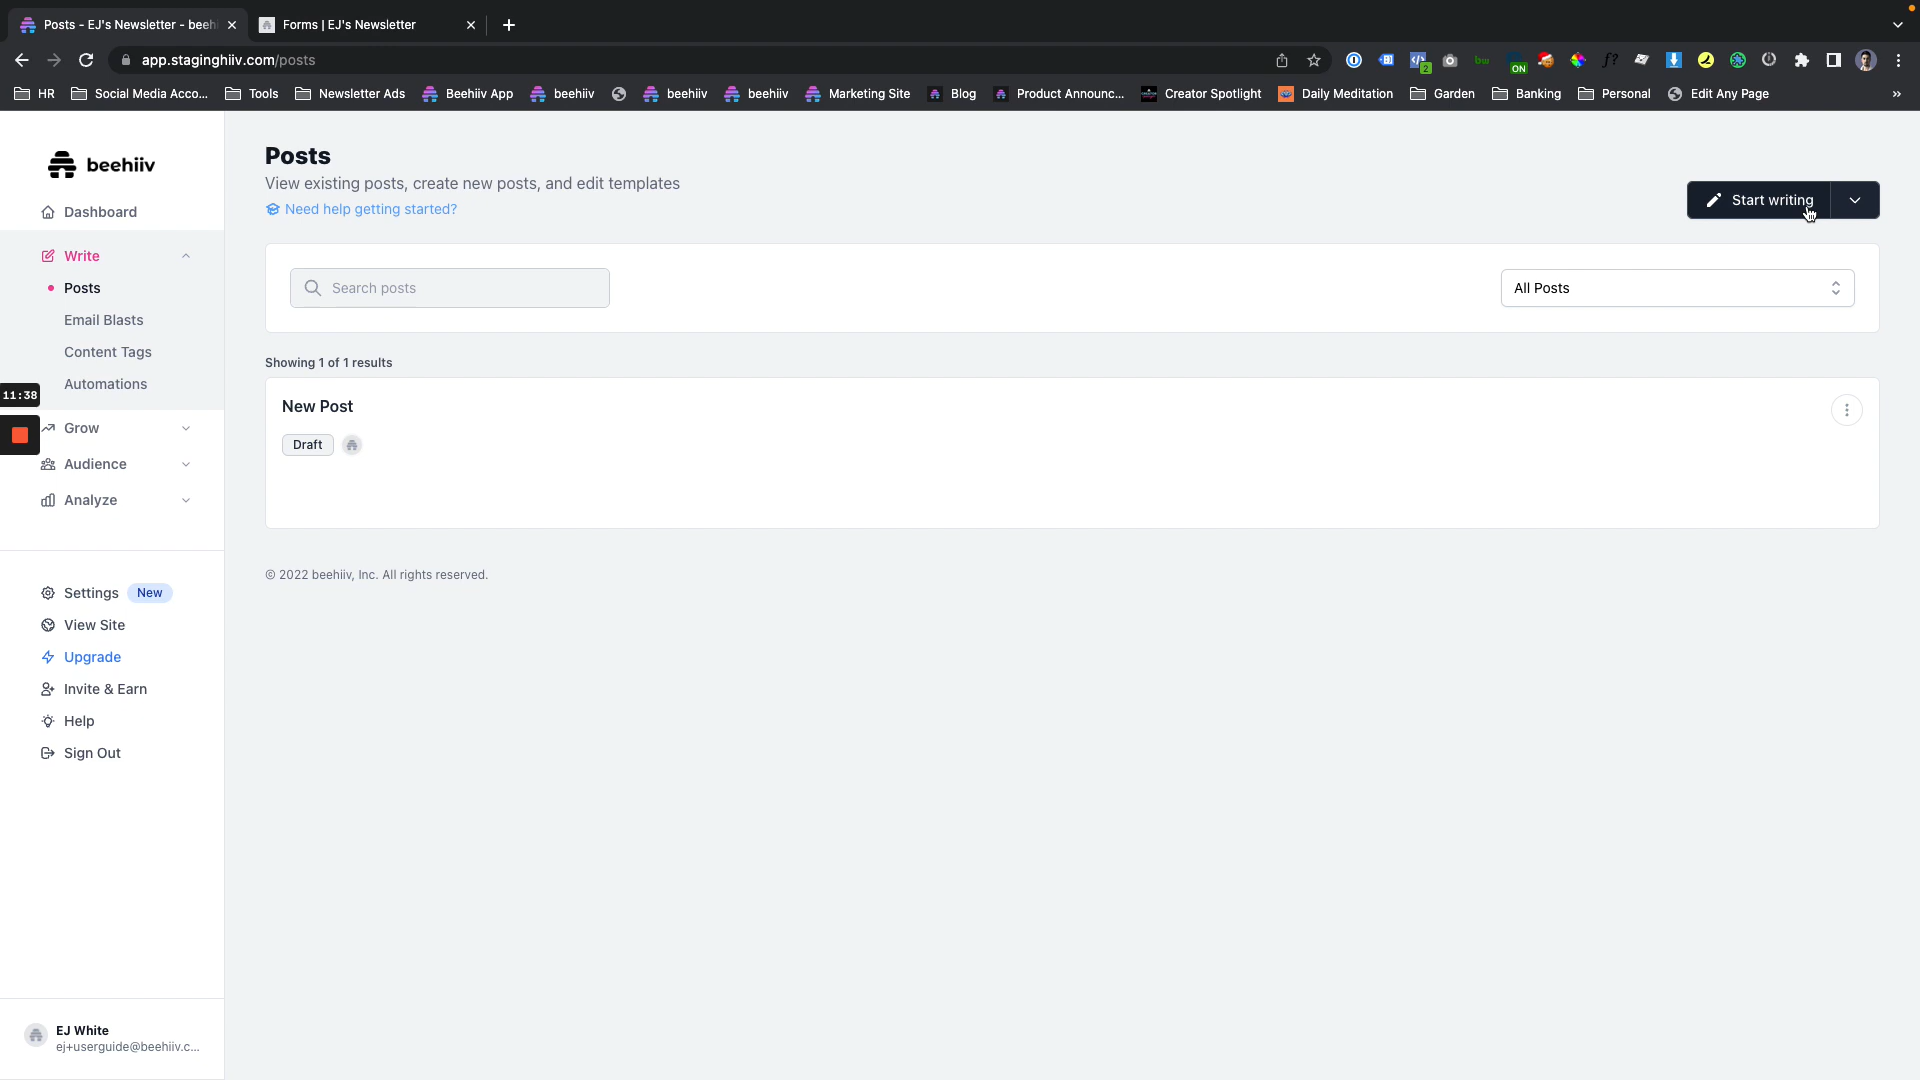 Posts - EJ's Newsletter - beeh
Forms | EJ's Newsletter
app.staginghiiv.com/posts
2
bw
ON
f?
HR
Social Media Acco...
Tools
Newsletter Ads
Beehiiv App
beehiiv
beehiiv
beehiiv
Marketing Site
Blog
Product Announc...
Creator Spotlight
Daily Meditation
Garden
Banking
Personal
Edit Any Page
»
beehiiv
Dashboard
Write
Posts
Email Blasts
Content Tags
Automations
11:38
Grow
Audience
Analyze
Settings New
View Site
Upgrade
Invite & Earn
Help
Sign Out
EJ White
ej+userguide@beehiiv.c...
Posts
View existing posts, create new posts, and edit templates
Need help getting started?
Start writing
Search posts
All Posts
Showing 1 of 1 results
New Post
Draft
© 2022 beehiiv, Inc. All rights reserved.